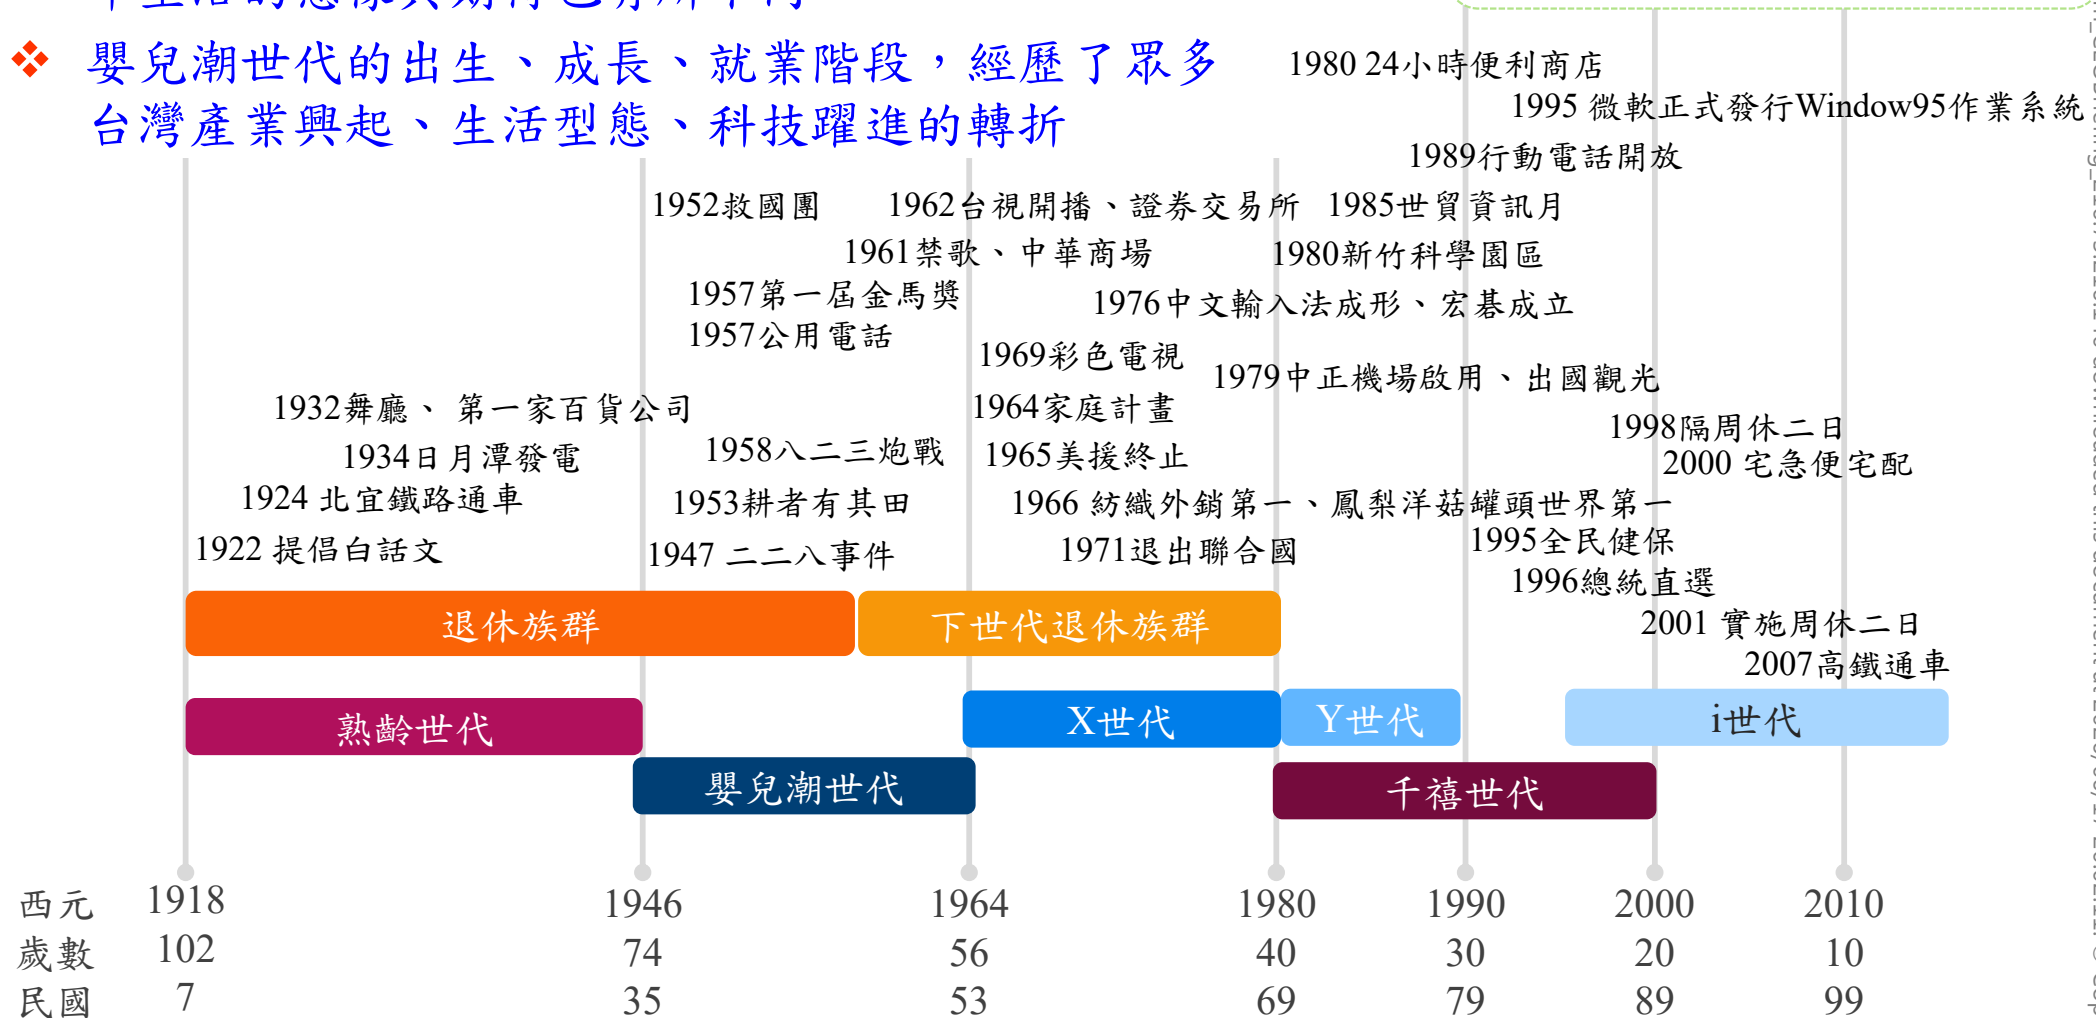 嬰兒潮世代的出生、成長、就業階段，經歷了眾多
台灣產業興起、生活型態、科技躍進的轉折
1980 24小時便利商店
1995 微軟正式發行Window95作業系統
1989行動電話開放
1952救國團
1962台視開播、證券交易所
1985世貿資訊月
1961禁歌、中華商場
1980新竹科學園區
1957第一屆金馬獎
1976中文輸入法成形、宏碁成立
1957公用電話
1969彩色電視
1979中正機場啟用、出國觀光
1932舞廳、 第一家百貨公司
1964家庭計畫
1998隔周休二日
1934日月潭發電
1958八二三炮戰
1965美援終止
2000 宅急便宅配
1924 北宜鐵路通車
1953耕者有其田
1966 紡織外銷第一、鳳梨洋菇罐頭世界第一
1922 提倡白話文
1947 二二八事件
1971退出聯合國
1995全民健保
1996總統直選
退休族群
下世代退休族群
2001 實施周休二日
2007高鐵通車
熟齡世代
X世代
Y世代
i世代
嬰兒潮世代
千禧世代
西元 1918 1946 1964 1980 1990 2000 2010
歲數 102 74 56 40 30 20 10
民國 7 35 53 69 79 89 99